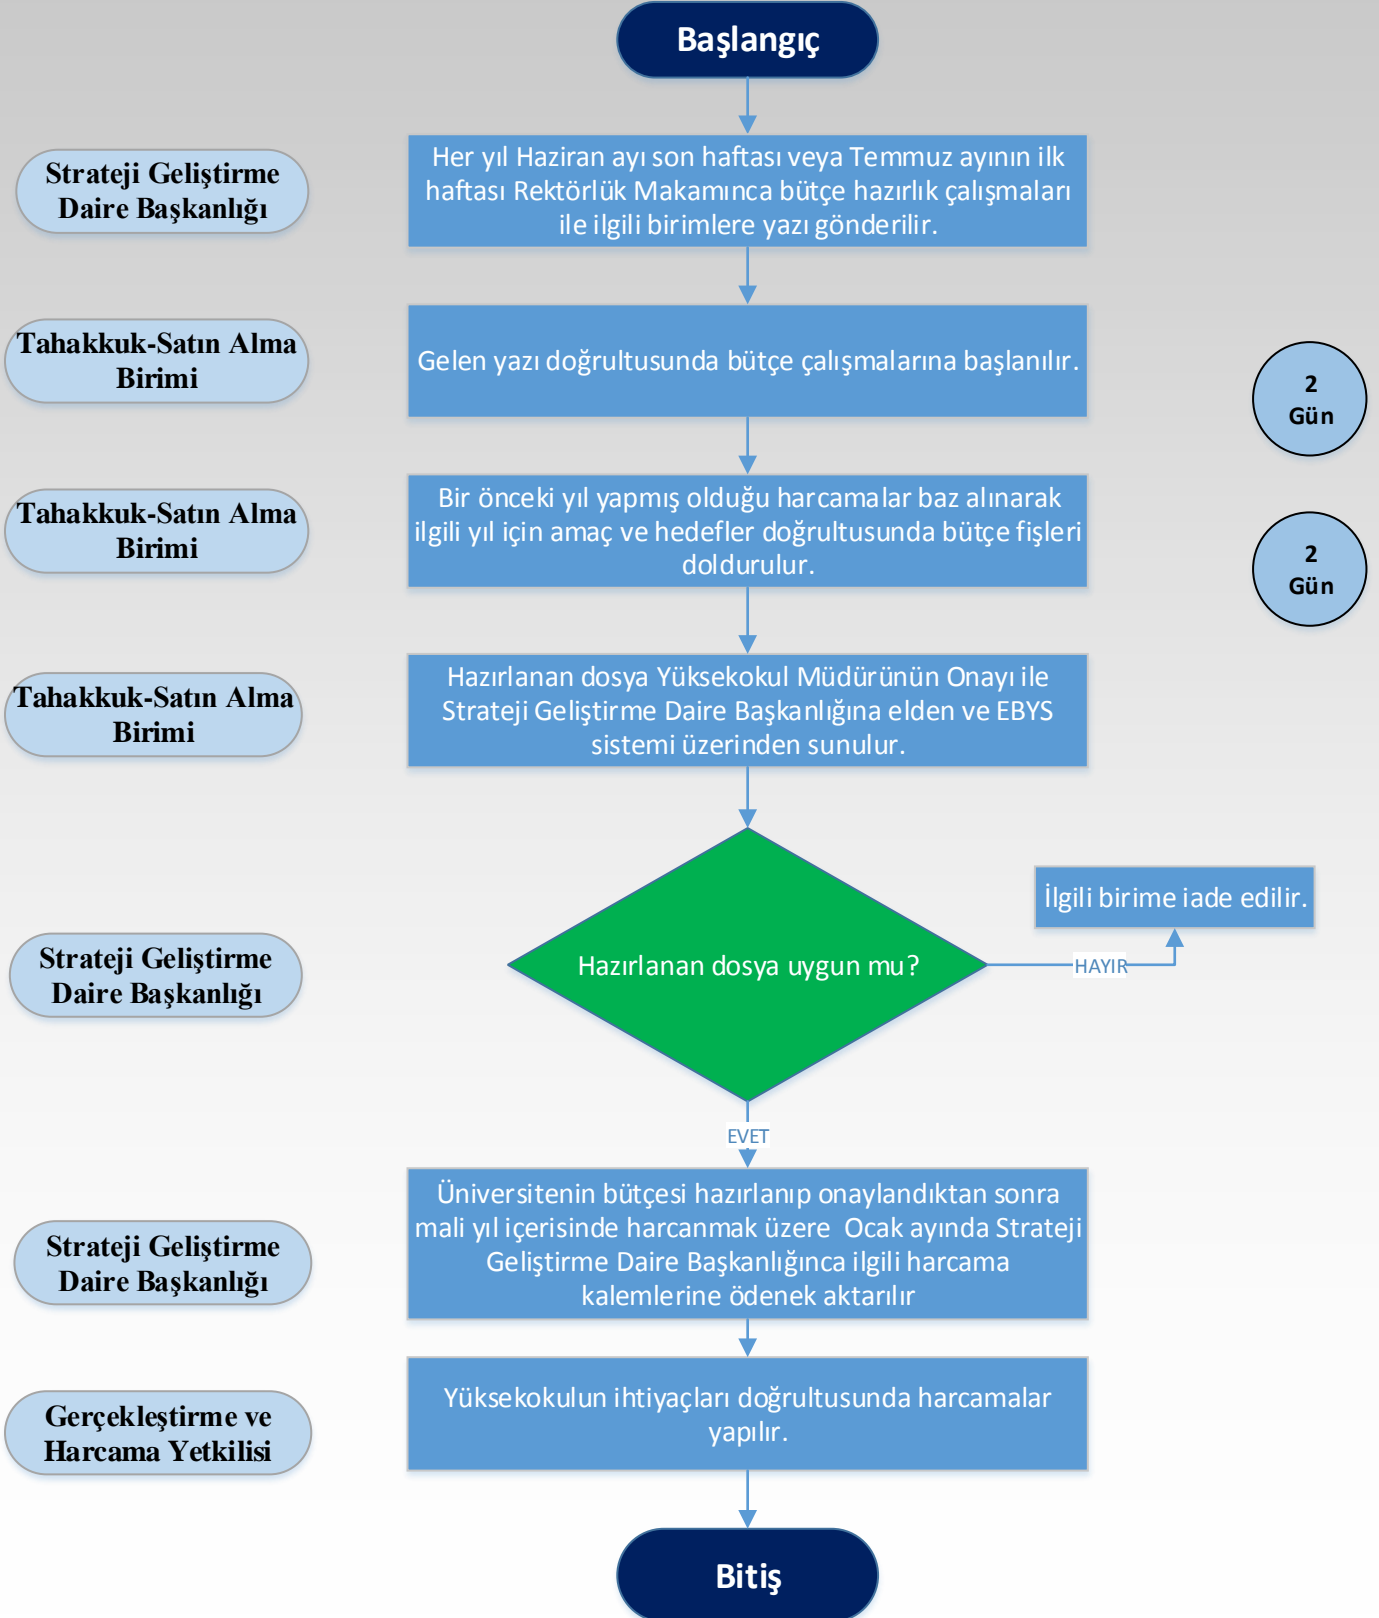 Başlangıç
Strateji Geliştirme
Daire Başkanlığı
Her yıl Haziran ayı son haftası veya Temmuz ayının ilk
haftası Rektörlük Makamınca bütçe hazırlık çalışmaları
ile ilgili birimlere yazı gönderilir.
Tahakkuk-Satın Alma
Birimi
Gelen yazı doğrultusunda bütçe çalışmalarına başlanılır.
2
Gün
Tahakkuk-Satın Alma
Birimi
Bir önceki yıl yapmış olduğu harcamalar baz alınarak
ilgili yıl için amaç ve hedefler doğrultusunda bütçe fişleri
doldurulur.
2
Gün
Tahakkuk-Satın Alma
Birimi
Hazırlanan dosya Yüksekokul Müdürünün Onayı ile
Strateji Geliştirme Daire Başkanlığına elden ve EBYS
sistemi üzerinden sunulur.
Strateji Geliştirme
Daire Başkanlığı
Hazırlanan dosya uygun mu?
HAYIR
İlgili birime iade edilir.
EVET
Strateji Geliştirme
Daire Başkanlığı
Üniversitenin bütçesi hazırlanıp onaylandıktan sonra
mali yıl içerisinde harcanmak üzere  Ocak ayında Strateji
Geliştirme Daire Başkanlığınca ilgili harcama
kalemlerine ödenek aktarılır
Gerçekleştirme ve
Harcama Yetkilisi
Yüksekokulun ihtiyaçları doğrultusunda harcamalar
yapılır.
Bitiş